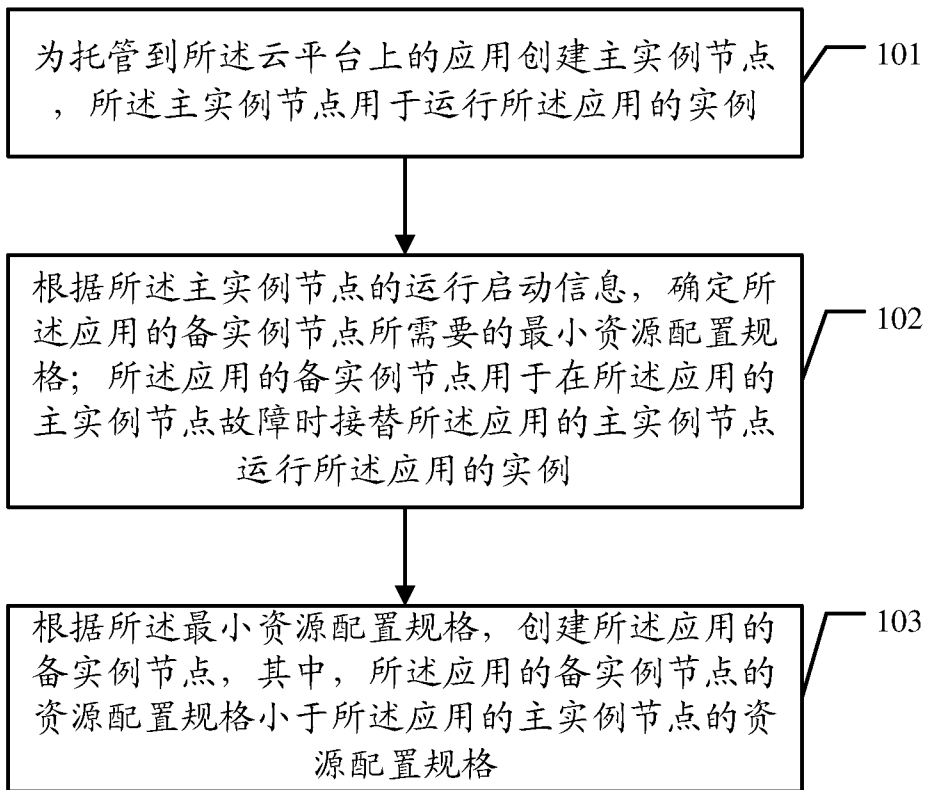 为托管到所述云平台上的应用创建主实例节点
，所述主实例节点用于运行所述应用的实例
101
根据所述主实例节点的运行启动信息，确定所
述应用的备实例节点所需要的最小资源配置规
格；所述应用的备实例节点用于在所述应用的
主实例节点故障时接替所述应用的主实例节点
运行所述应用的实例
102
根据所述最小资源配置规格，创建所述应用的
备实例节点，其中，所述应用的备实例节点的
资源配置规格小于所述应用的主实例节点的资
源配置规格
103